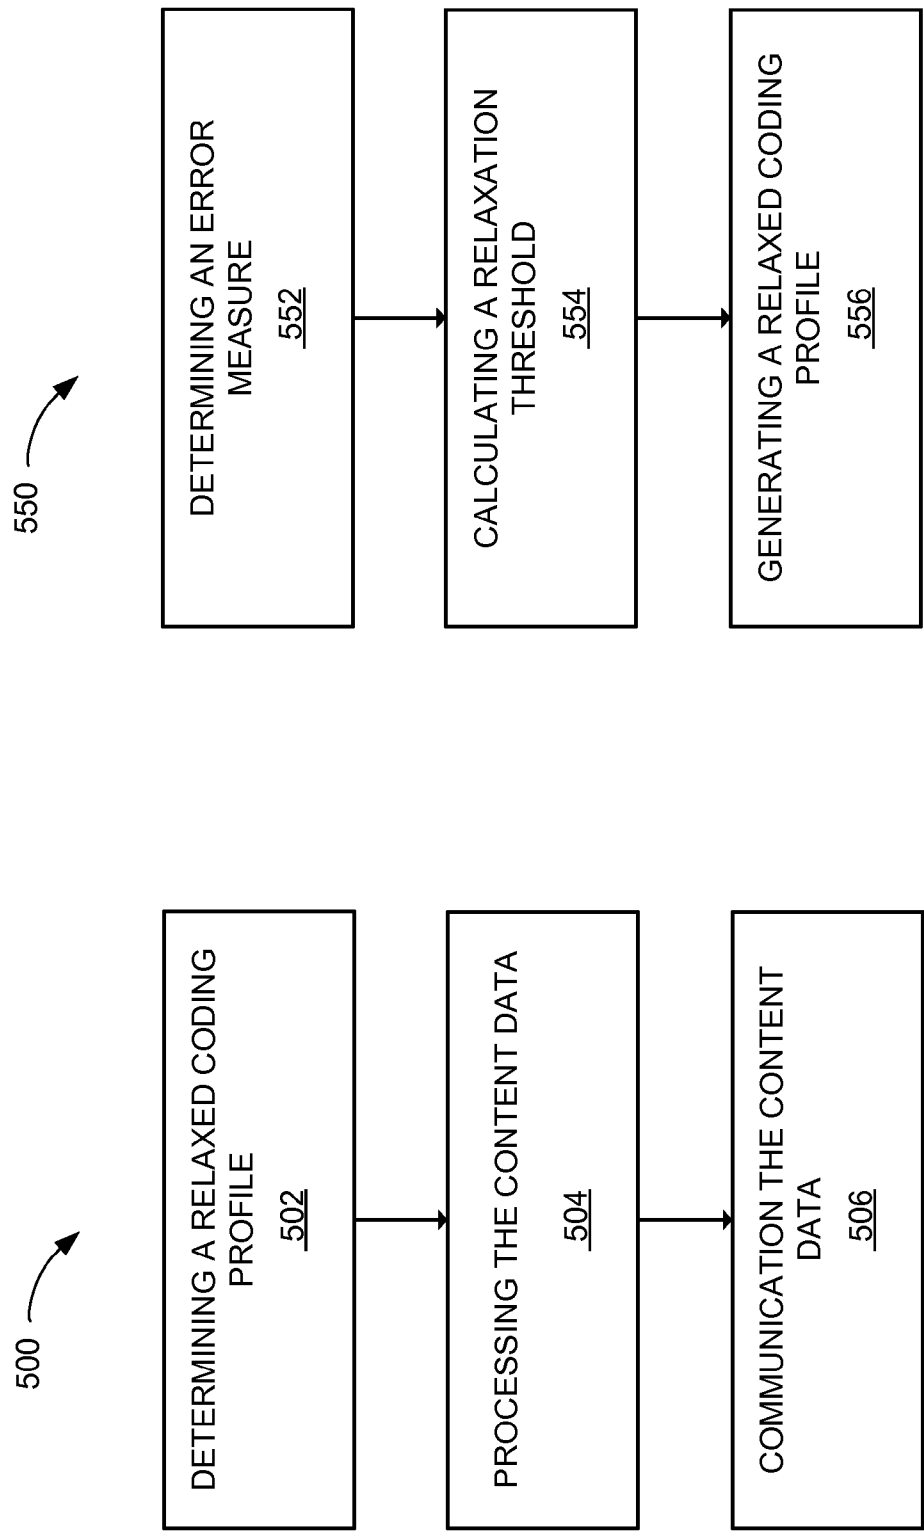 500
DETERMINING A RELAXED CODING
PROFILE
502
PROCESSING THE CONTENT DATA
504
COMMUNICATION THE CONTENT
DATA
506
550
DETERMINING AN ERROR
MEASURE
552
CALCULATING A RELAXATION
THRESHOLD
554
GENERATING A RELAXED CODING
PROFILE
556